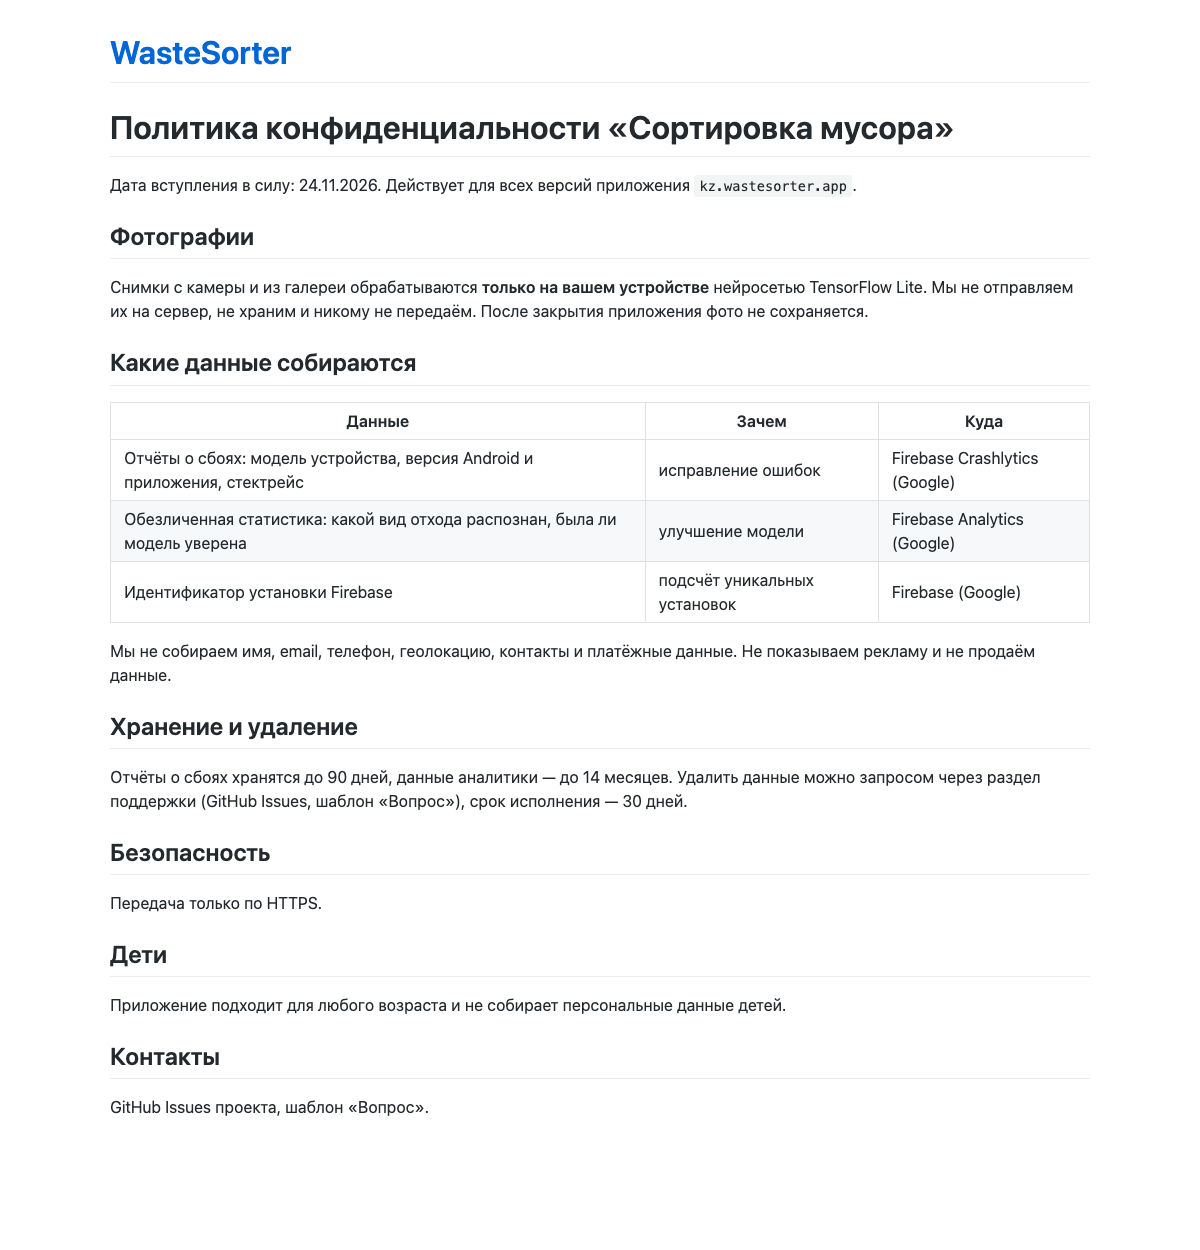 WasteSorter
Политика конфиденциальности «Сортировка мусора»
Дата вступления в силу: 24.11.2026. Действует для всех версий приложения kz.wastesorter.app.
Фотографии
Снимки с камеры и из галереи обрабатываются только на вашем устройстве нейросетью TensorFlow Lite. Мы не отправляем
их на сервер, не храним и никому не передаём. После закрытия приложения фото не сохраняется.
Какие данные собираются
Данные Зачем Куда
Отчёты о сбоях: модель устройства, версия Android и
приложения, стектрейс
исправление ошибок
Firebase Crashlytics
(Google)
Обезличенная статистика: какой вид отхода распознан, была ли
модель уверена
улучшение модели
Firebase Analytics
(Google)
Идентификатор установки Firebase
подсчёт уникальных
установок
Firebase (Google)
Мы не собираем имя, email, телефон, геолокацию, контакты и платёжные данные. Не показываем рекламу и не продаём
данные.
Хранение и удаление
Отчёты о сбоях хранятся до 90 дней, данные аналитики — до 14 месяцев. Удалить данные можно запросом через раздел
поддержки (GitHub Issues, шаблон «Вопрос»), срок исполнения — 30 дней.
Безопасность
Передача только по HTTPS.
Дети
Приложение подходит для любого возраста и не собирает персональные данные детей.
Контакты
GitHub Issues проекта, шаблон «Вопрос».